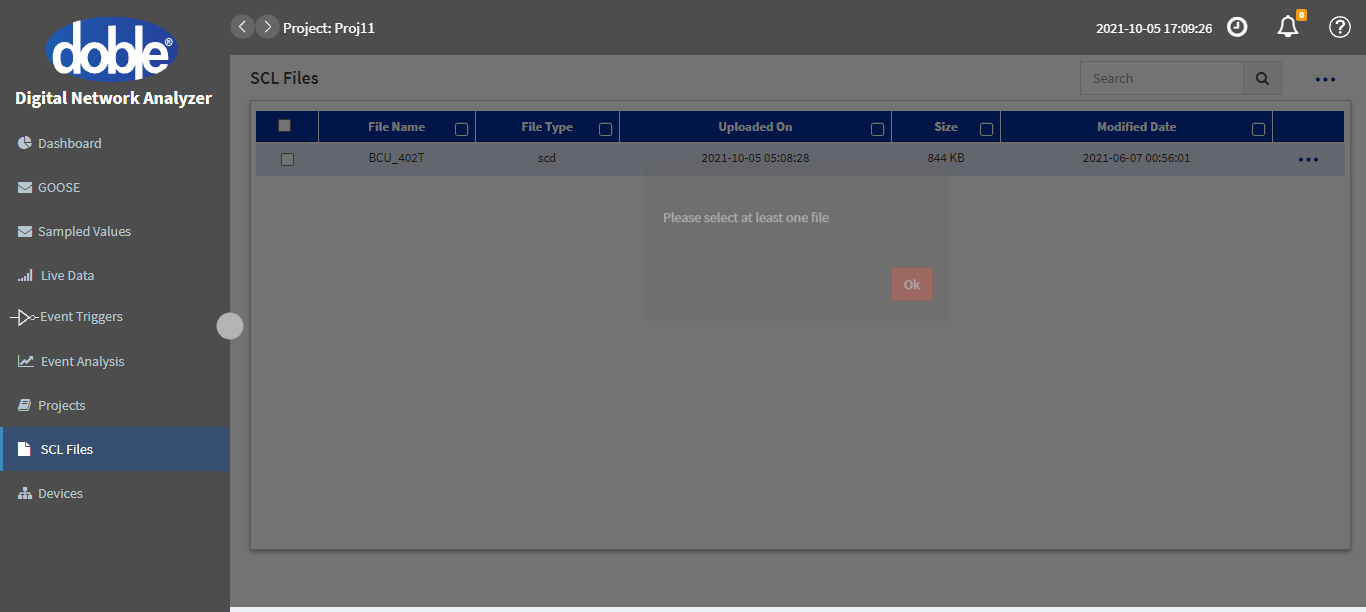 doble®
Digital Network Analyzer
Dashboard
GOOSE
Sampled Values
Live Data
Event Triggers
Event Analysis
Projects
SCL Files
Devices
Project: Proj11
2021-10-05 17:09:26
0
?
SCL Files
Search
File Name File Type Uploaded On Size Modified Date
BCU_402T scd 2021-10-05 05:08:28 844 KB 2021-06-07 00:56:01
Please select at least one file
Ok